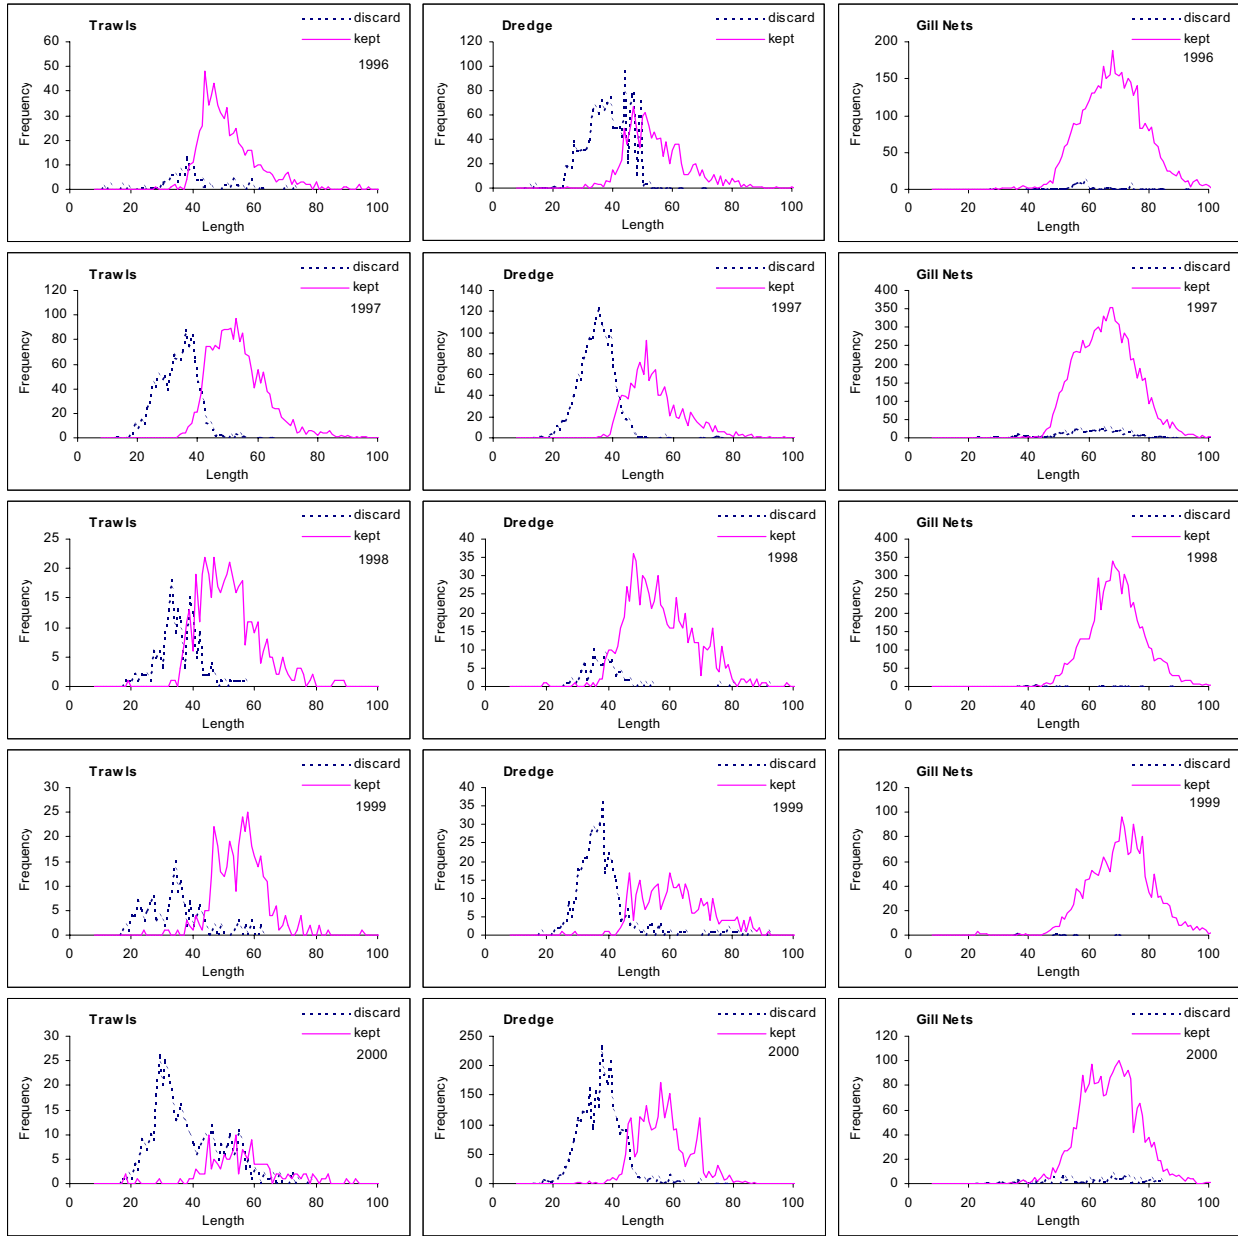 Trawls
discard
kept
1996
60
50
40
30
20
10
0
Frequency
0 20 40 60 80 100
Length
Dredge
discard
kept
1996
120
100
80
60
40
20
0
Frequency
0 20 40 60 80 100
Length
Gill Nets
discard
kept
1996
200
150
100
50
0
Frequency
0 20 40 60 80 100
Length
Trawls
discard
kept
1997
120
100
80
60
40
20
0
Frequency
0 20 40 60 80 100
Length
Dredge
discard
kept
1997
140
120
100
80
60
40
20
0
Frequency
0 20 40 60 80 100
Length
Gill Nets
discard
kept
1997
400
350
300
250
200
150
100
50
0
Frequency
0 20 40 60 80 100
Length
Trawls
discard
kept
1998
25
20
15
10
5
0
Frequency
0 20 40 60 80 100
Length
Dredge
discard
kept
1998
40
35
30
25
20
15
10
5
0
Frequency
0 20 40 60 80 100
Length
Gill Nets
discard
kept
1998
400
350
300
250
200
150
100
50
0
Frequency
0 20 40 60 80 100
Length
Trawls
discard
kept
1999
30
25
20
15
10
5
0
Frequency
0 20 40 60 80 100
Length
Dredge
discard
kept
1999
40
35
30
25
20
15
10
5
0
Frequency
0 20 40 60 80 100
Length
Gill Nets
discard
kept
1999
120
100
80
60
40
20
0
Frequency
0 20 40 60 80 100
Length
Trawls
discard
kept
2000
30
25
20
15
10
5
0
Frequency
0 20 40 60 80 100
Length
Dredge
discard
kept
2000
250
200
150
100
50
0
Frequency
0 20 40 60 80 100
Length
Gill Nets
discard
kept
2000
120
100
80
60
40
20
0
Frequency
0 20 40 60 80 100
Length